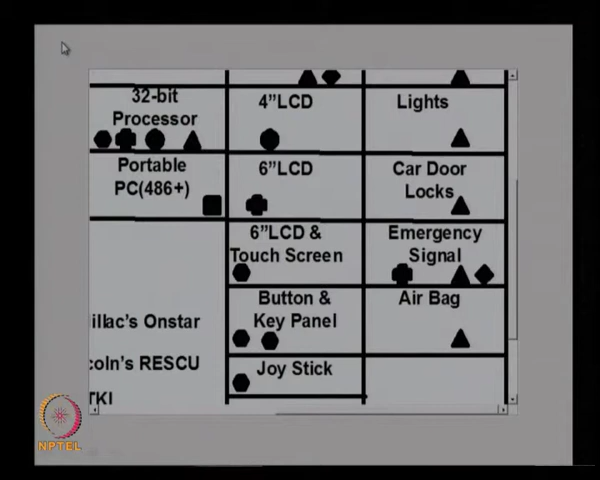 32-bit
Processor
4”LCD
Lights
Portable
PC(486+)
6”LCD
Car Door
Locks
6”LCD &
Touch Screen
Emergency
Signal
Button &
Key Panel
Air Bag
illac's Onstar
coln's RESCU
Joy Stick
TKI
NPTEL